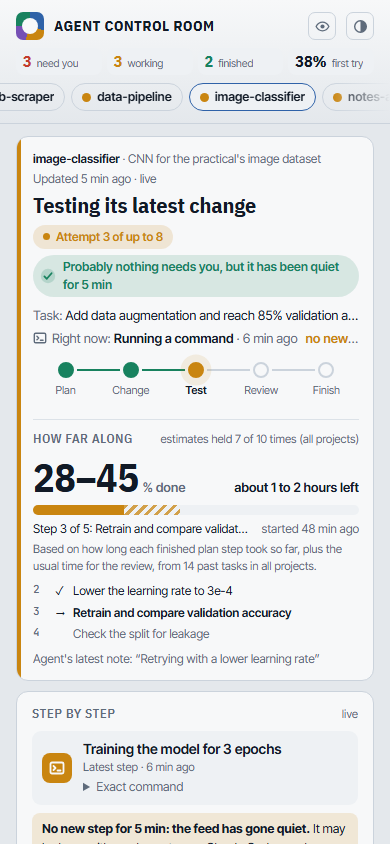 AGENT CONTROL ROOM
3 need you 3 working 2 finished 38% first try
b-scraper data-pipeline image-classifier notes-
image-classifier · CNN for the practical's image dataset
Updated 5 min ago · live
Testing its latest change
Attempt 3 of up to 8
Probably nothing needs you, but it has been quiet
for 5 min
Task: Add data augmentation and reach 85% validation a...
Right now: Running a command · 6 min ago no new...
Plan Change Test Review Finish
HOW FAR ALONG estimates held 7 of 10 times (all projects)
28–45 % done about 1 to 2 hours left
Step 3 of 5: Retrain and compare validat... started 48 min ago
Based on how long each finished plan step took so far, plus the
usual time for the review, from 14 past tasks in all projects.
2 ✓ Lower the learning rate to 3e-4
3 → Retrain and compare validation accuracy
4 Check the split for leakage
Agent's latest note: “Retrying with a lower learning rate”
STEP BY STEP live
Training the model for 3 epochs
Latest step · 6 min ago
▶ Exact command
No new step for 5 min: the feed has gone quiet. It may